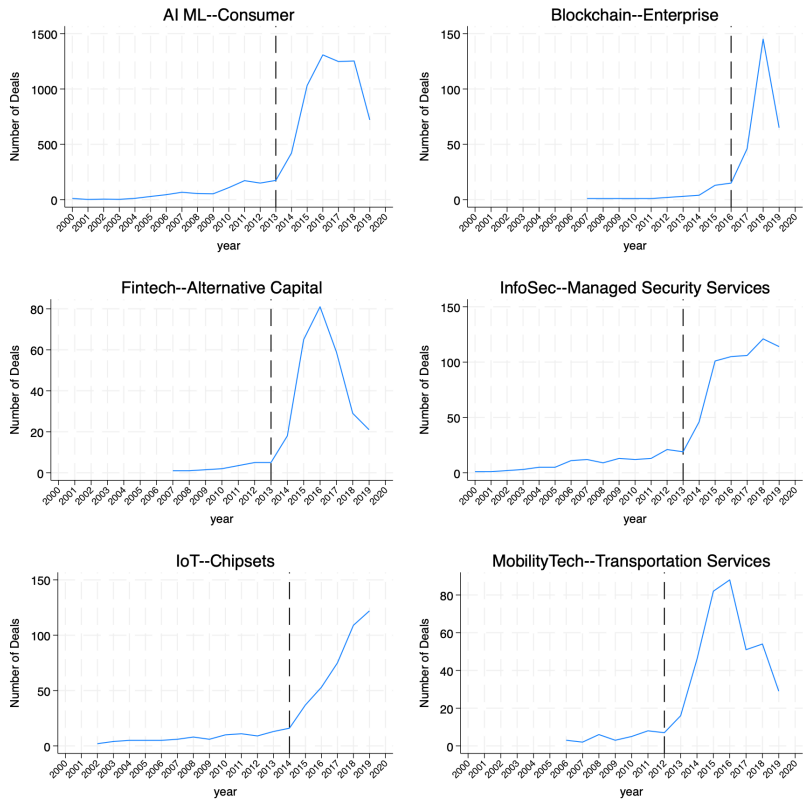 AI ML--Consumer
Number of Deals
1500
1000
500
0
2000 2001 2002 2003 2004 2005 2006 2007 2008 2009 2010 2011 2012 2013 2014 2015 2016 2017 2018 2019 2020
year
Blockchain--Enterprise
Number of Deals
150
100
50
0
2000 2001 2002 2003 2004 2005 2006 2007 2008 2009 2010 2011 2012 2013 2014 2015 2016 2017 2018 2019 2020
year
Fintech--Alternative Capital
Number of Deals
80
60
40
20
0
2000 2001 2002 2003 2004 2005 2006 2007 2008 2009 2010 2011 2012 2013 2014 2015 2016 2017 2018 2019 2020
year
InfoSec--Managed Security Services
Number of Deals
150
100
50
0
2000 2001 2002 2003 2004 2005 2006 2007 2008 2009 2010 2011 2012 2013 2014 2015 2016 2017 2018 2019 2020
year
IoT--Chipsets
Number of Deals
150
100
50
0
2000 2001 2002 2003 2004 2005 2006 2007 2008 2009 2010 2011 2012 2013 2014 2015 2016 2017 2018 2019 2020
year
MobilityTech--Transportation Services
Number of Deals
80
60
40
20
0
2000 2001 2002 2003 2004 2005 2006 2007 2008 2009 2010 2011 2012 2013 2014 2015 2016 2017 2018 2019 2020
year